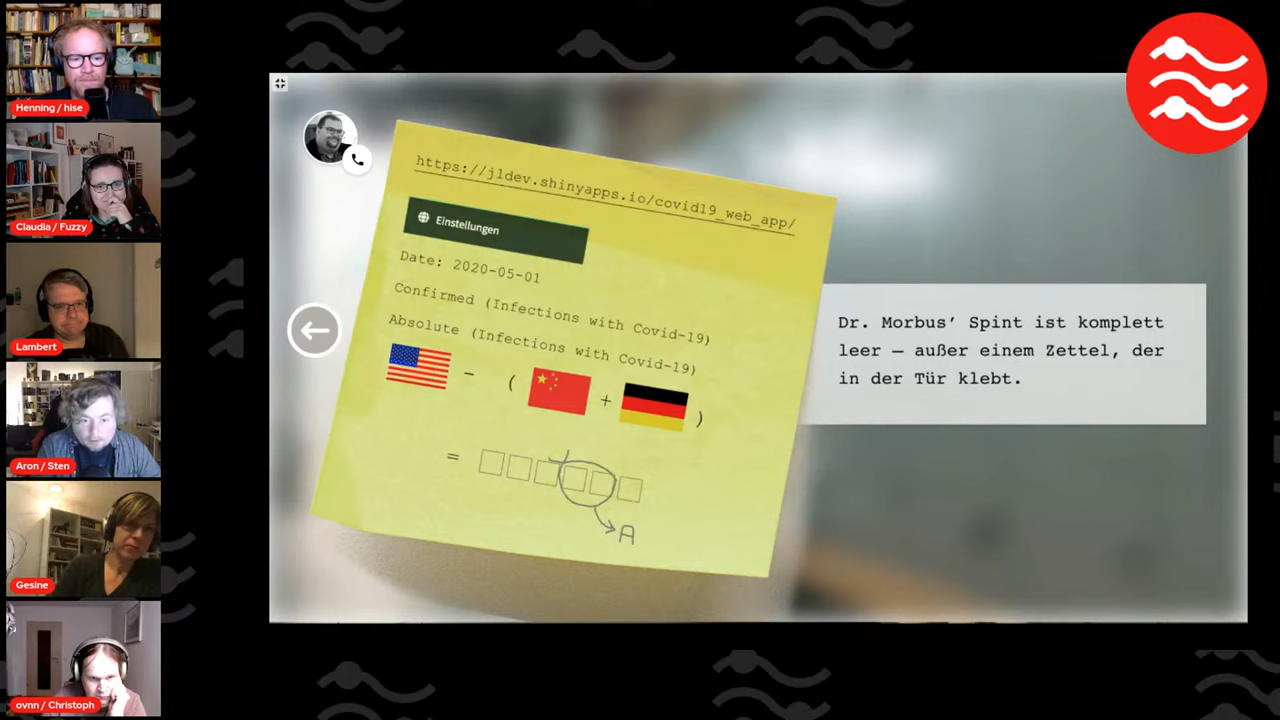 Henning / hise
Claudia / Fuzzy
Lambert
Aron / Sten
Gesine
ovnn / Christoph
https://jldev.shinyapps.io/covid19_web_app/
Einstellungen
Date: 2020-05-01
Confirmed (Infections with Covid-19)
Absolute (Infections with Covid-19)
- ( + )
=
A
Dr. Morbus’ Spint ist komplett
leer – außer einem Zettel, der
in der Tür klebt.